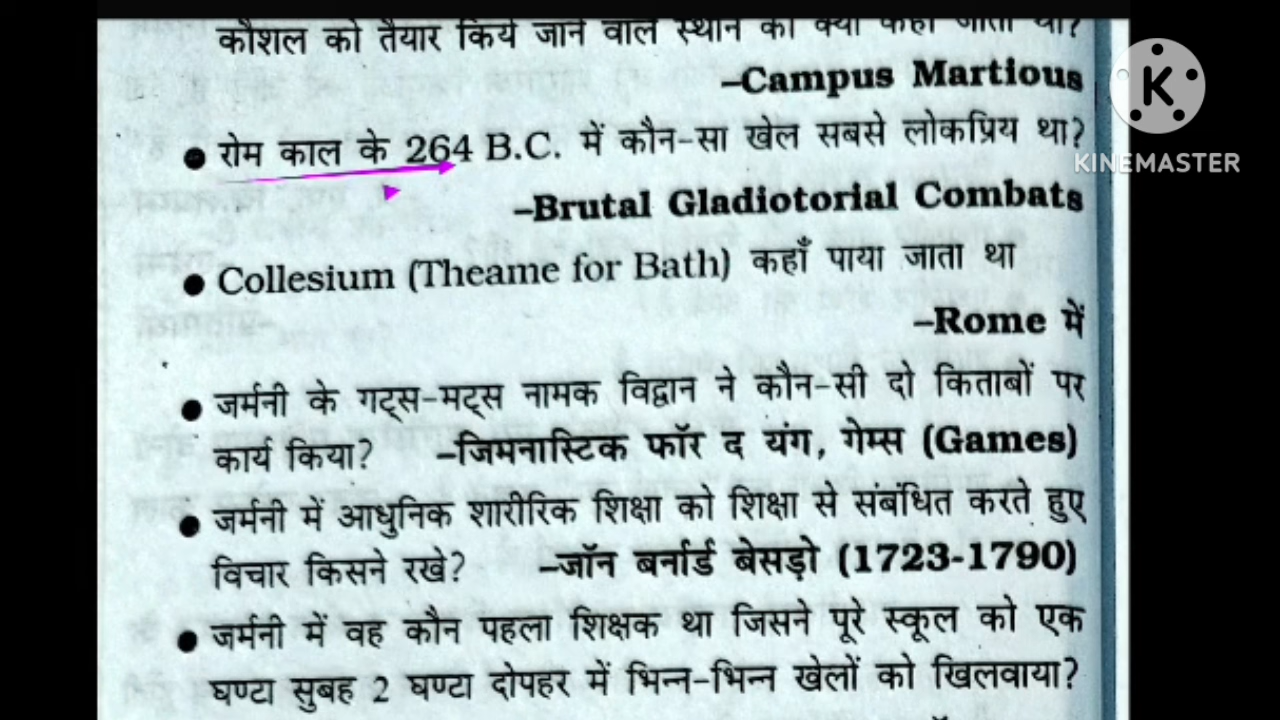 कौशल को तैयार किये जाने वाले स्थान को क्या कहा जाता था?
–Campus Martious
● रोम काल के 264 B.C. में कौन-सा खेल सबसे लोकप्रिय था?
–Brutal Gladiotorial Combats
● Collesium (Theame for Bath) कहाँ पाया जाता था
–Rome में
● जर्मनी के गट्स-मट्स नामक विद्वान ने कौन-सी दो किताबों पर
कार्य किया? –जिमनास्टिक फॉर द यंग, गेम्स (Games)
● जर्मनी में आधुनिक शारीरिक शिक्षा को शिक्षा से संबंधित करते हुए
विचार किसने रखे? –जॉन बर्नार्ड बेसड़ो (1723-1790)
● जर्मनी में वह कौन पहला शिक्षक था जिसने पूरे स्कूल को एक
घण्टा सुबह 2 घण्टा दोपहर में भिन्न-भिन्न खेलों को खिलवाया?
K
KINEMASTER